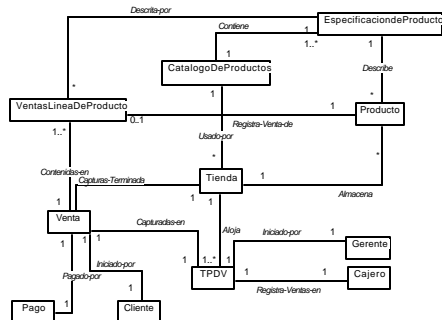 Descrita-por
EspecificaciondeProducto
Contiene
1
1
1..*
1
CatalogoDeProductos
1
Describe
*
*
VentasLineaDeProducto
1
Producto
0..1
Registra-Venta-de
1..*
Usado-por
*
Contenidas-en
*
Tienda
1
Capturas-Terminada
1
1
Almacena
1
1
Venta
Capturadas-en
Aloja
Iniciado-por
1
1
1
1
Gerente
Pagado-por
Iniciado-por
1
1..*
1
TPDV
1
1
Cajero
1
1
Registra-Ventas-en
Pago
Cliente